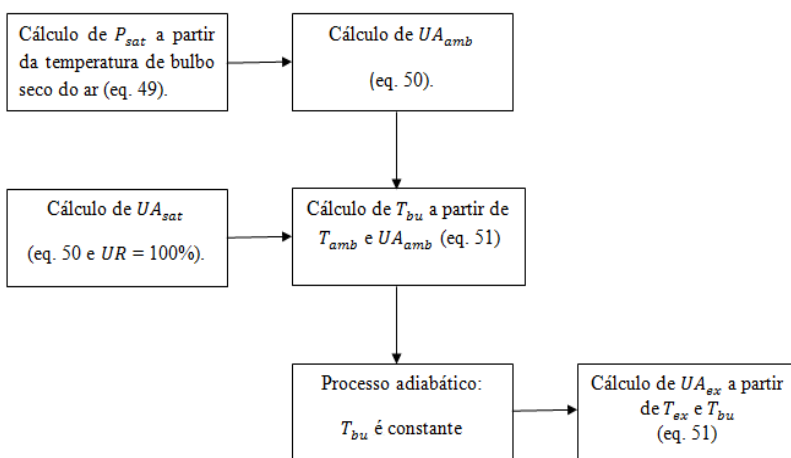 Cálculo de P_sat a partir
da temperatura de bulbo
seco do ar (eq. 49).
Cálculo de UA_amb
(eq. 50).
Cálculo de UA_sat
(eq. 50 e UR = 100%).
Cálculo de T_bu a partir de
T_amb e UA_amb (eq. 51)
Processo adiabático:
T_bu é constante
Cálculo de UA_ex a partir
de T_ex e T_bu
(eq. 51)